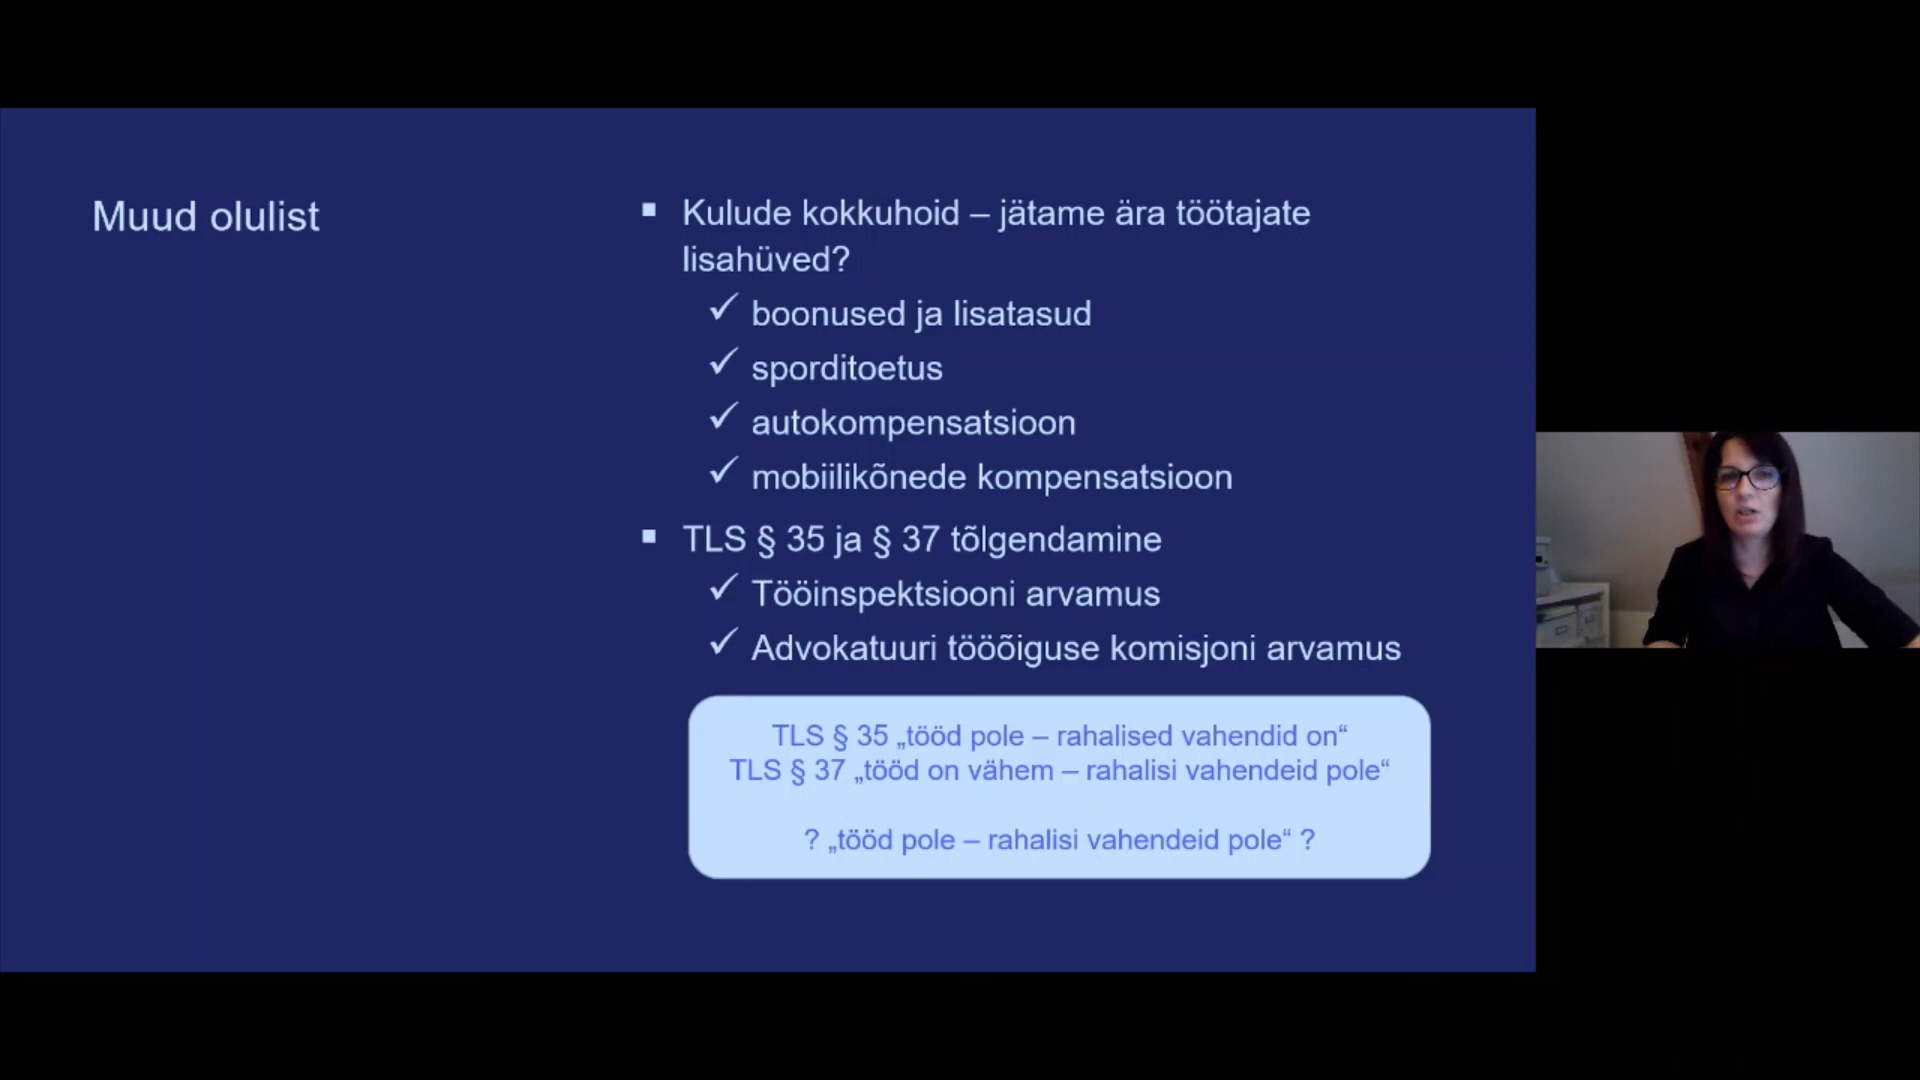 Muud olulist
Kulude kokkuhoid – jätame ära töötajate
lisahüved?
boonused ja lisatasud
sporditoetus
autokompensatsioon
mobiilikõnede kompensatsioon
TLS § 35 ja § 37 tõlgendamine
Tööinspektsiooni arvamus
Advokatuuri tööõiguse komisjoni arvamus
TLS § 35 „tööd pole – rahalised vahendid on“
TLS § 37 „tööd on vähem – rahalisi vahendeid pole“
? „tööd pole – rahalisi vahendeid pole“ ?